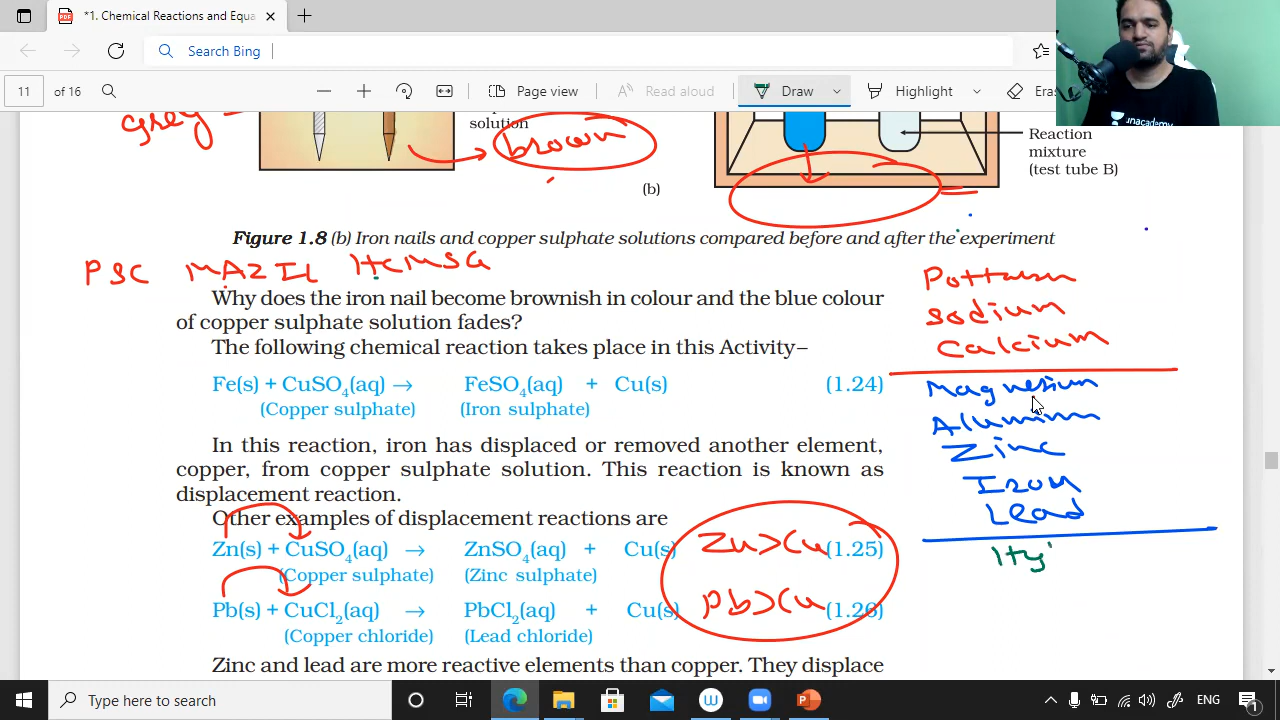 *1. Chemical Reactions and Equa
Search Bing
11 of 16
Page view
Read aloud
Draw
Highlight
Eras
unacademy
grey
solution
brown
Reaction
mixture
(test tube B)
(b)
Figure 1.8 (b) Iron nails and copper sulphate solutions compared before and after the experiment
PSC MAZIL HCMSG
Why does the iron nail become brownish in colour and the blue colour
of copper sulphate solution fades?
The following chemical reaction takes place in this Activity–
Fe(s) + CuSO4(aq) → FeSO4(aq) + Cu(s) (1.24)
(Copper sulphate) (Iron sulphate)
In this reaction, iron has displaced or removed another element,
copper, from copper sulphate solution. This reaction is known as
displacement reaction.
Other examples of displacement reactions are
Zn(s) + CuSO4(aq) → ZnSO4(aq) + Cu(s) (1.25)
(Copper sulphate) (Zinc sulphate)
Pb(s) + CuCl2(aq) → PbCl2(aq) + Cu(s) (1.26)
(Copper chloride) (Lead chloride)
Zinc and lead are more reactive elements than copper. They displace
Zn>Cu
Pb>Cu
Sodium
Calcium
Magnesium
Aluminum
Zinc
Iron
Lead
Hy
Type here to search
ENG